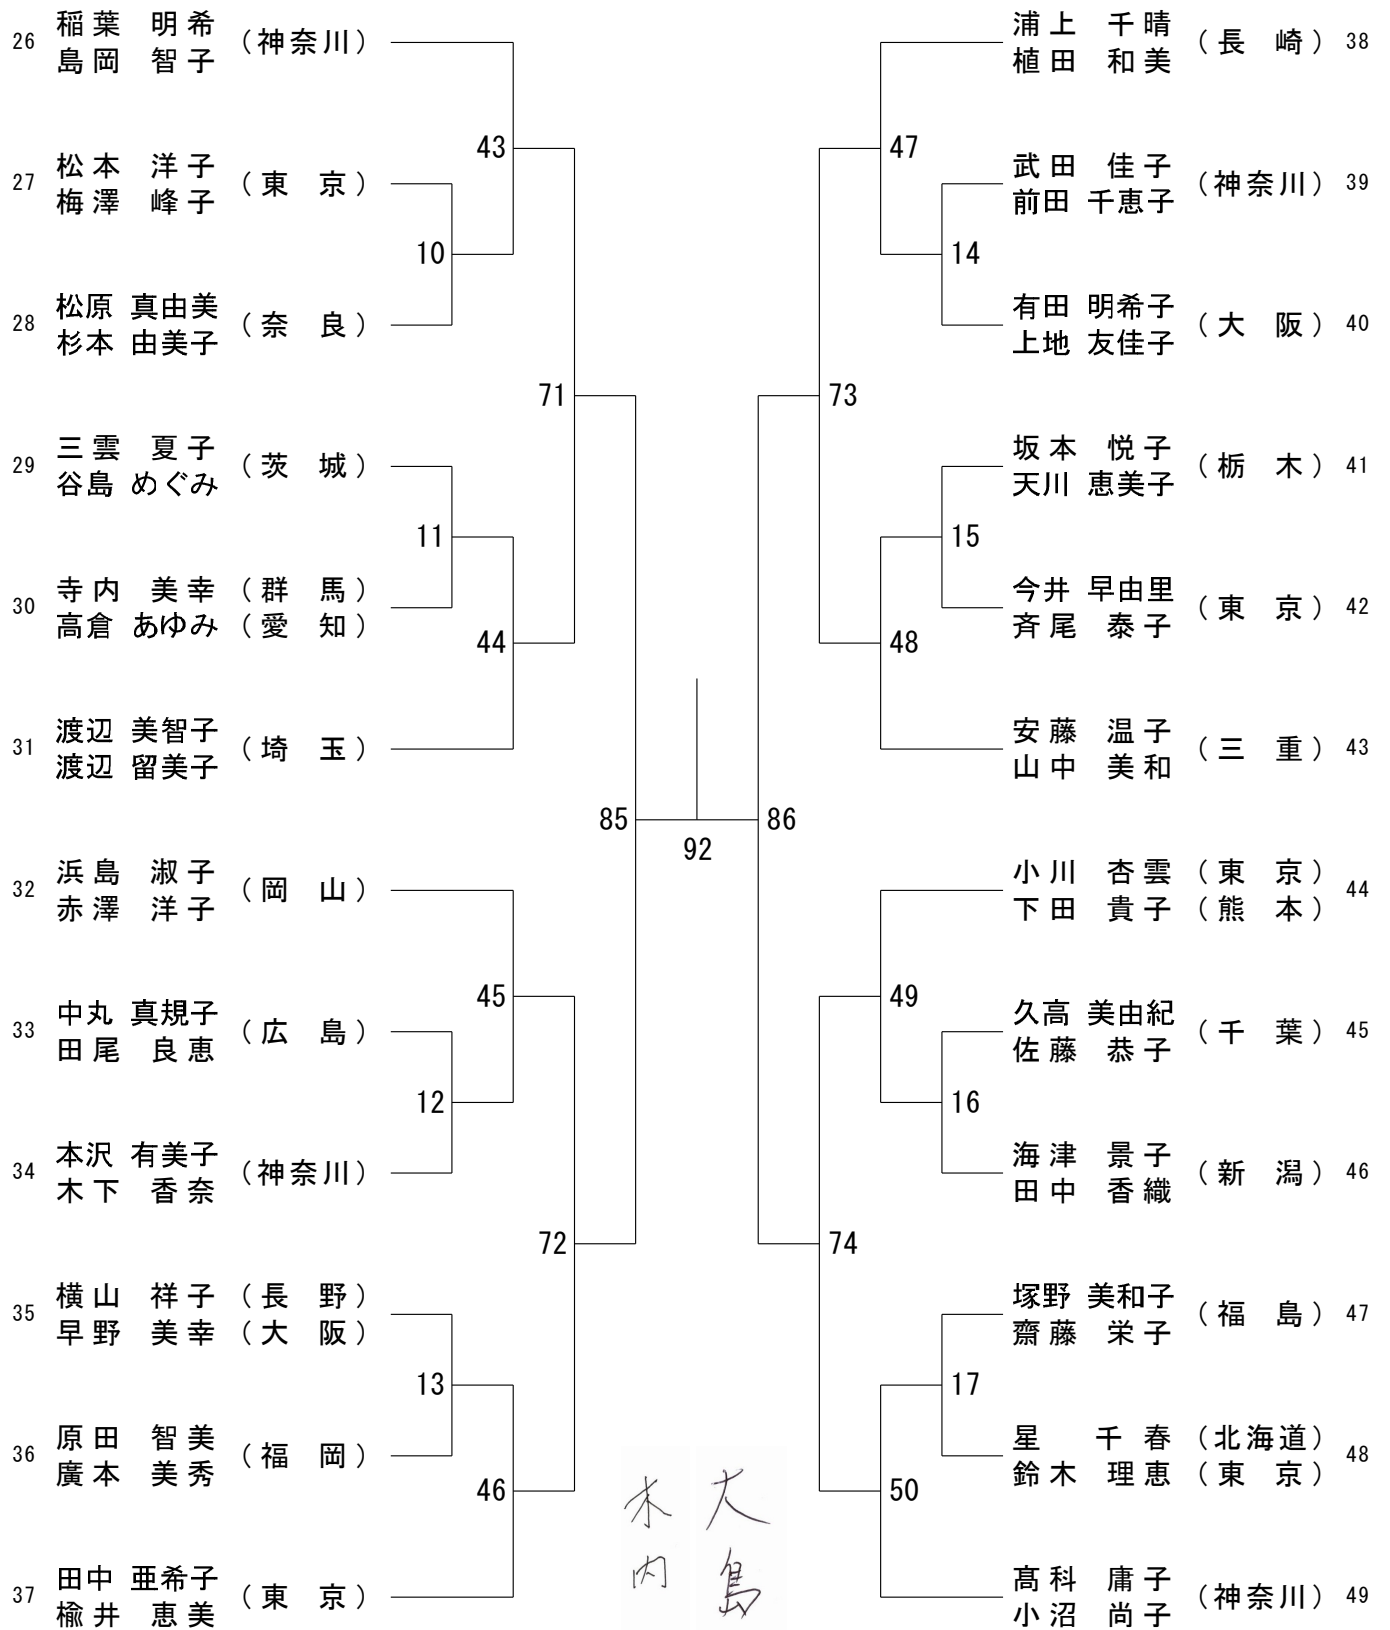 26 稲葉 明希 (神奈川)
島岡 智子
43
27 松本 洋子 (東京)
梅澤 峰子
10
28 松原 真由美 (奈良)
杉本 由美子
71
29 三雲 夏子 (茨城)
谷島 めぐみ
11
30 寺内 美幸 (群馬)
高倉 あゆみ (愛知)
44
31 渡辺 美智子 (埼玉)
渡辺 留美子
85
32 浜島 淑子 (岡山)
赤澤 洋子
45
33 中丸 真規子 (広島)
田尾 良恵
12
34 本沢 有美子 (神奈川)
木下 香奈
72
35 横山 祥子 (長野)
早野 美幸 (大阪)
13
36 原田 智美 (福岡)
廣本 美秀
46
37 田中 亜希子 (東京)
楡井 恵美
92
浦上 千晴 (長崎) 38
植田 和美
47
武田 佳子 (神奈川) 39
前田 千恵子
14
有田 明希子 (大阪) 40
上地 友佳子
73
坂本 悦子 (栃木) 41
天川 恵美子
15
今井 早由里 (東京) 42
斉尾 泰子
48
安藤 温子 (三重) 43
山中 美和
86
小川 杏雲 (東京) 44
下田 貴子 (熊本)
49
久高 美由紀 (千葉) 45
佐藤 恭子
16
海津 景子 (新潟) 46
田中 香織
74
塚野 美和子 (福島) 47
齋藤 栄子
17
星 千春 (北海道) 48
鈴木 理恵 (東京)
50
髙科 庸子 (神奈川) 49
小沼 尚子
大島
木内